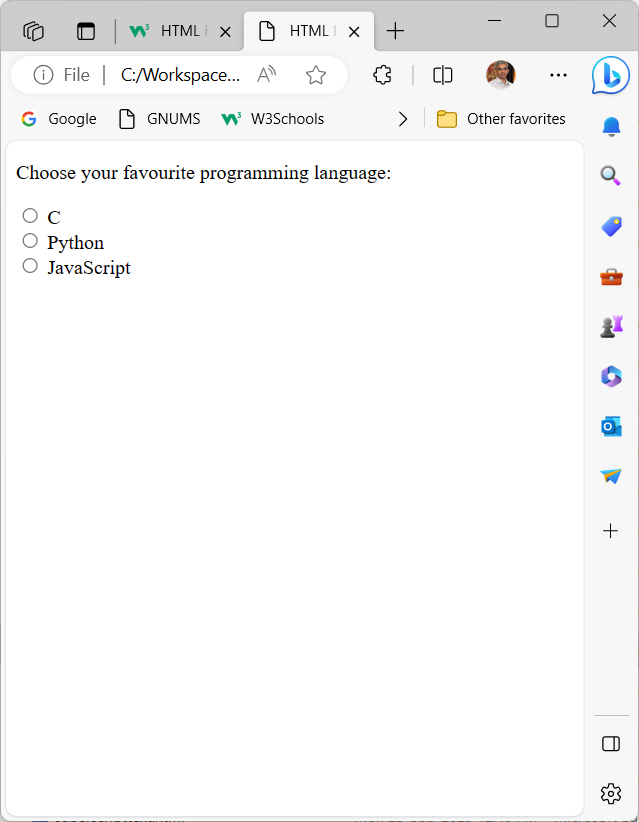 HTML F
HTML I
File C:/Workspace...
Google GNUMS W3Schools Other favorites
Choose your favourite programming language:
C
Python
JavaScript